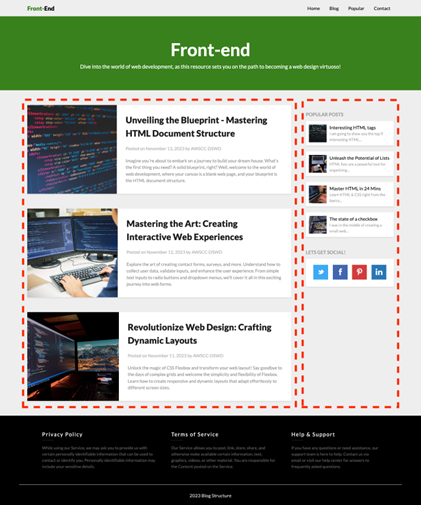 Front-End
Home Blog Popular Contact
Front-end
Dive into the world of web development, as this resource sets you on the path to becoming a web design virtuoso!
Unveiling the Blueprint - Mastering
HTML Document Structure
Posted on November 13, 2023 by AWSCC-DSWD
Imagine you're about to embark on a journey to build your dream house. What's
the first thing you need? A solid blueprint, right? Well, welcome to the world of
web development, where your canvas is a blank web page, and your blueprint is
the HTML document structure.
Mastering the Art: Creating
Interactive Web Experiences
Posted on November 12, 2023 by AWSCC-DSWD
Explore the art of creating contact forms, surveys, and more. Understand how to
collect user data, validate inputs, and enhance the user experience. From simple
text inputs to radio buttons and dropdown menus, we'll cover it all in this exciting
journey into web forms.
Revolutionize Web Design: Crafting
Dynamic Layouts
Posted on November 11, 2023 by AWSCC-DSWD
Unlock the magic of CSS Flexbox and transform your web layout! Say goodbye to
the days of complex grids and welcome the simplicity and flexibility of Flexbox.
Learn how to create responsive and dynamic layouts that adapt effortlessly to
different screen sizes.
POPULAR POSTS
Interesting HTML tags
I am going to show you the top 5
interesting HTML...
Unleash the Potential of Lists
HTML lists are a powerful tool for
organizing...
Master HTML in 24 Mins
Learn HTML & CSS right from the
basics...
The state of a checkbox
I was in the middle of creating a
small web...
LETS GET SOCIAL!
Privacy Policy
While using our Service, we may ask you to provide us with
certain personally identifiable information that can be used to
contact or identify you. Personally identifiable information may
include your sensitive details.
Terms of Service
Our Service allows you to post, link, store, share, and
otherwise make available certain information, text,
graphics, videos, or other material. You are responsible for
the Content posted on the Service.
Help & Support
If you have any questions or need assistance, our
support team is here to help. Contact us via
email or visit our help center for answers to
frequently asked questions.
2023 Blog Structure